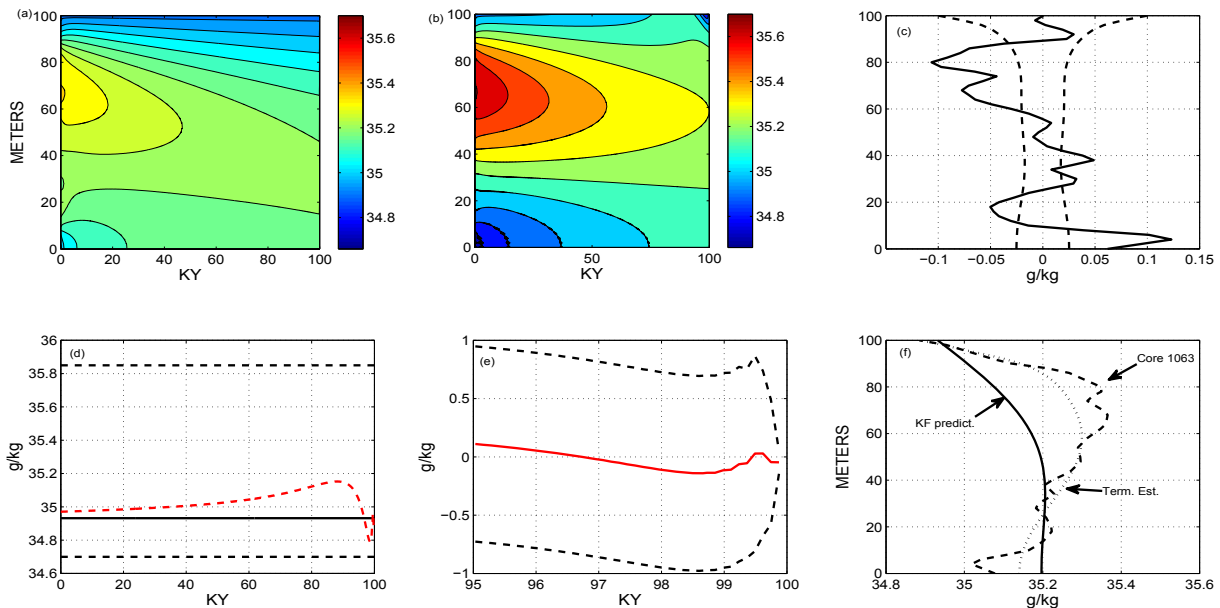 (a)
100
80
60
40
20
0
METERS
0 20 40 60 80 100
KY
35.6
35.4
35.2
35
34.8
(b)
100
80
60
40
20
0
0 50 100
KY
35.6
35.4
35.2
35
34.8
(c)
100
80
60
40
20
0
−0.1 −0.05 0 0.05 0.1 0.15
g/kg
(d)
36
35.8
35.6
35.4
35.2
35
34.8
34.6
g/kg
0 20 40 60 80 100
KY
(e)
1
0.5
0
−0.5
−1
g/kg
95 96 97 98 99 100
KY
(f)
100
80
60
40
20
0
METERS
Core 1063
KF predict.
Term. Est.
34.8 35 35.2 35.4 35.6
g/kg